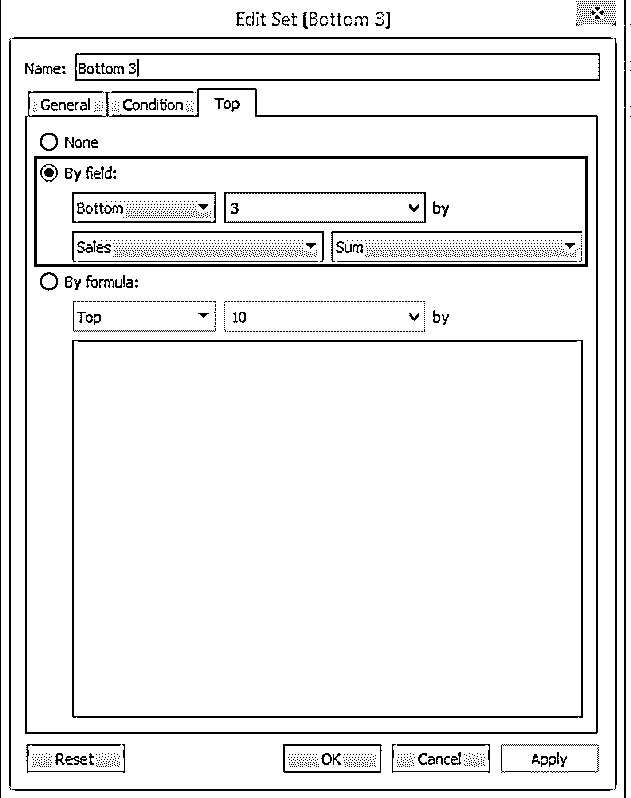 Edit Set [Bottom 3]
Name: Bottom 3
General Condition Top
None
By field:
Bottom 3 by
Sales Sum
By formula:
Top 10 by
Reset OK Cancel Apply